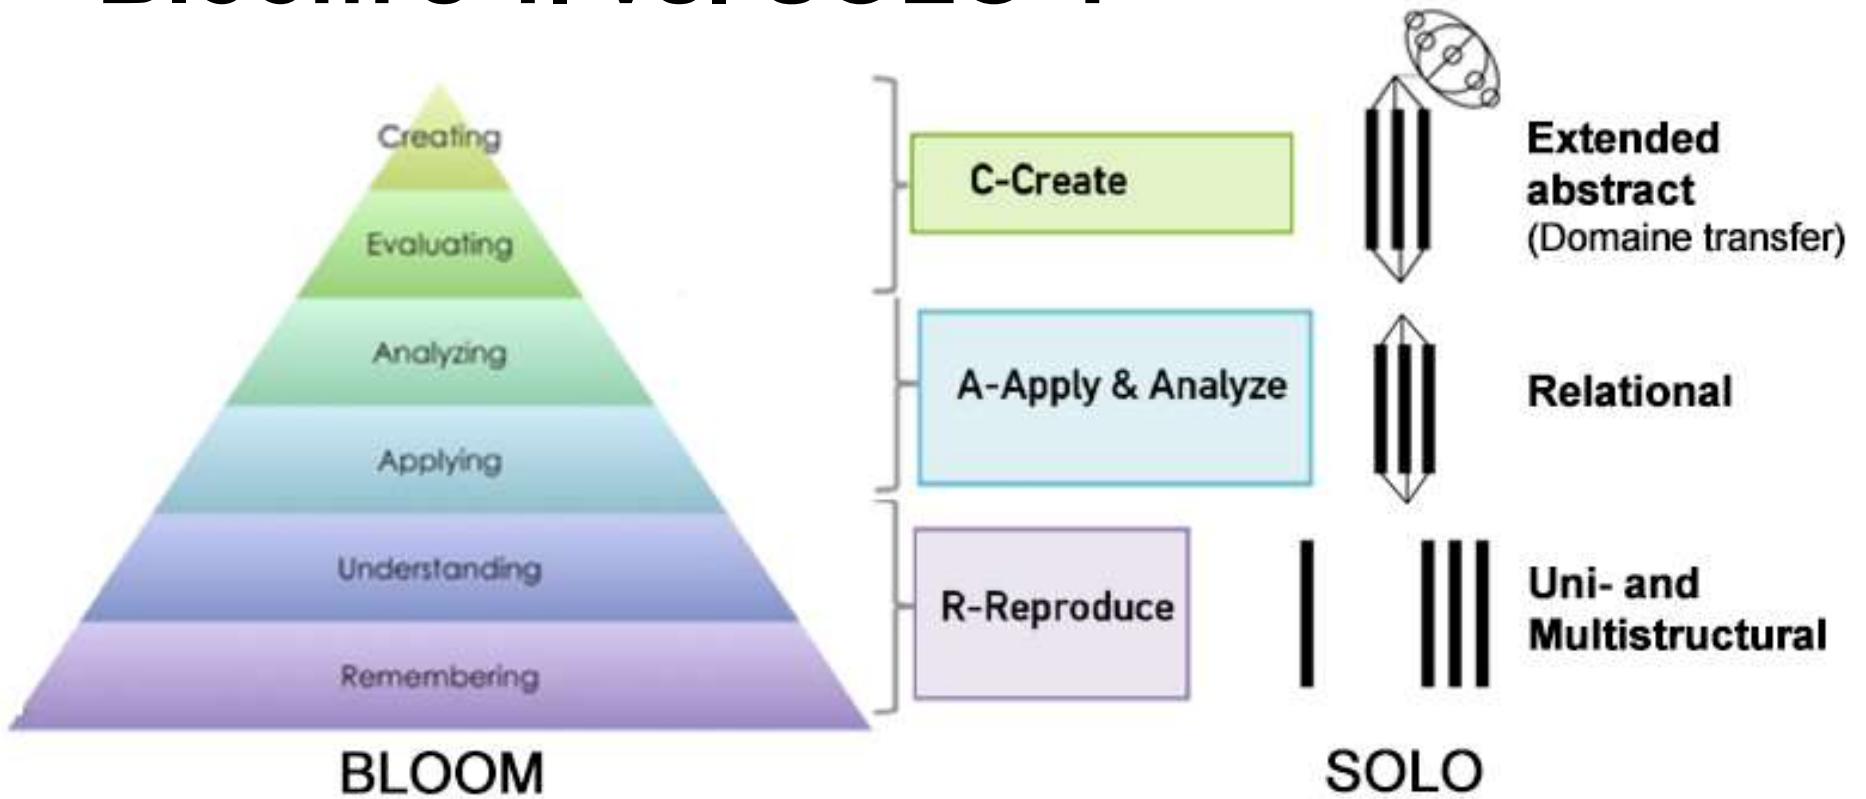 Creating
Evaluating
Analyzing
Applying
Understanding
Remembering
BLOOM
C-Create
A-Apply & Analyze
R-Reproduce
Extended
abstract
(Domaine transfer)
Relational
Uni- and
Multistructural
SOLO